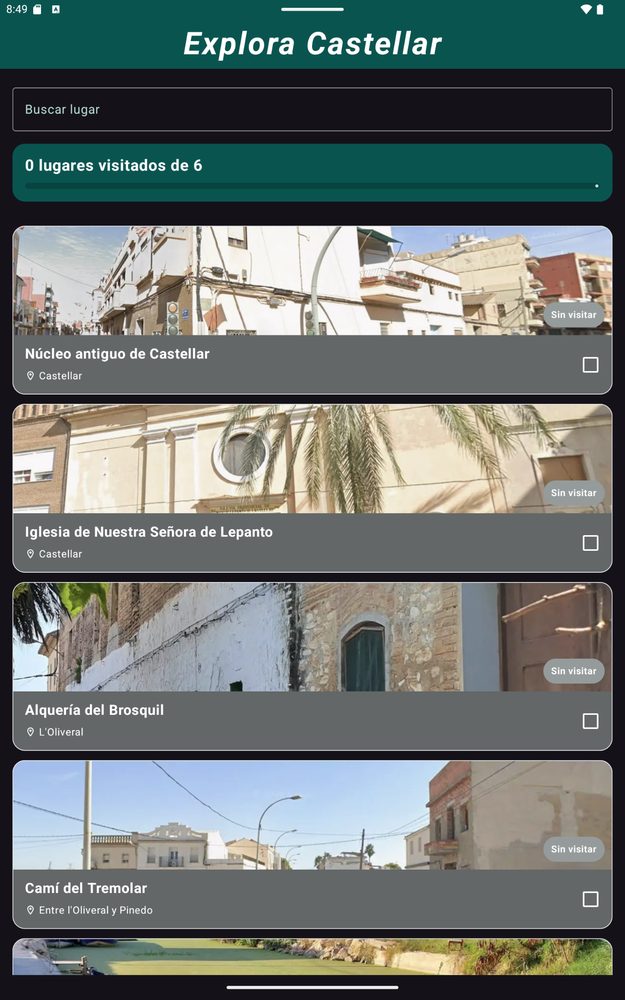 8:49
Explora Castellar
Buscar lugar
0 lugares visitados de 6
Sin visitar
Núcleo antiguo de Castellar
Castellar
Sin visitar
Iglesia de Nuestra Señora de Lepanto
Castellar
Sin visitar
Alquería del Brosquil
L'Oliveral
Sin visitar
Camí del Tremolar
Entre l'Oliveral y Pinedo